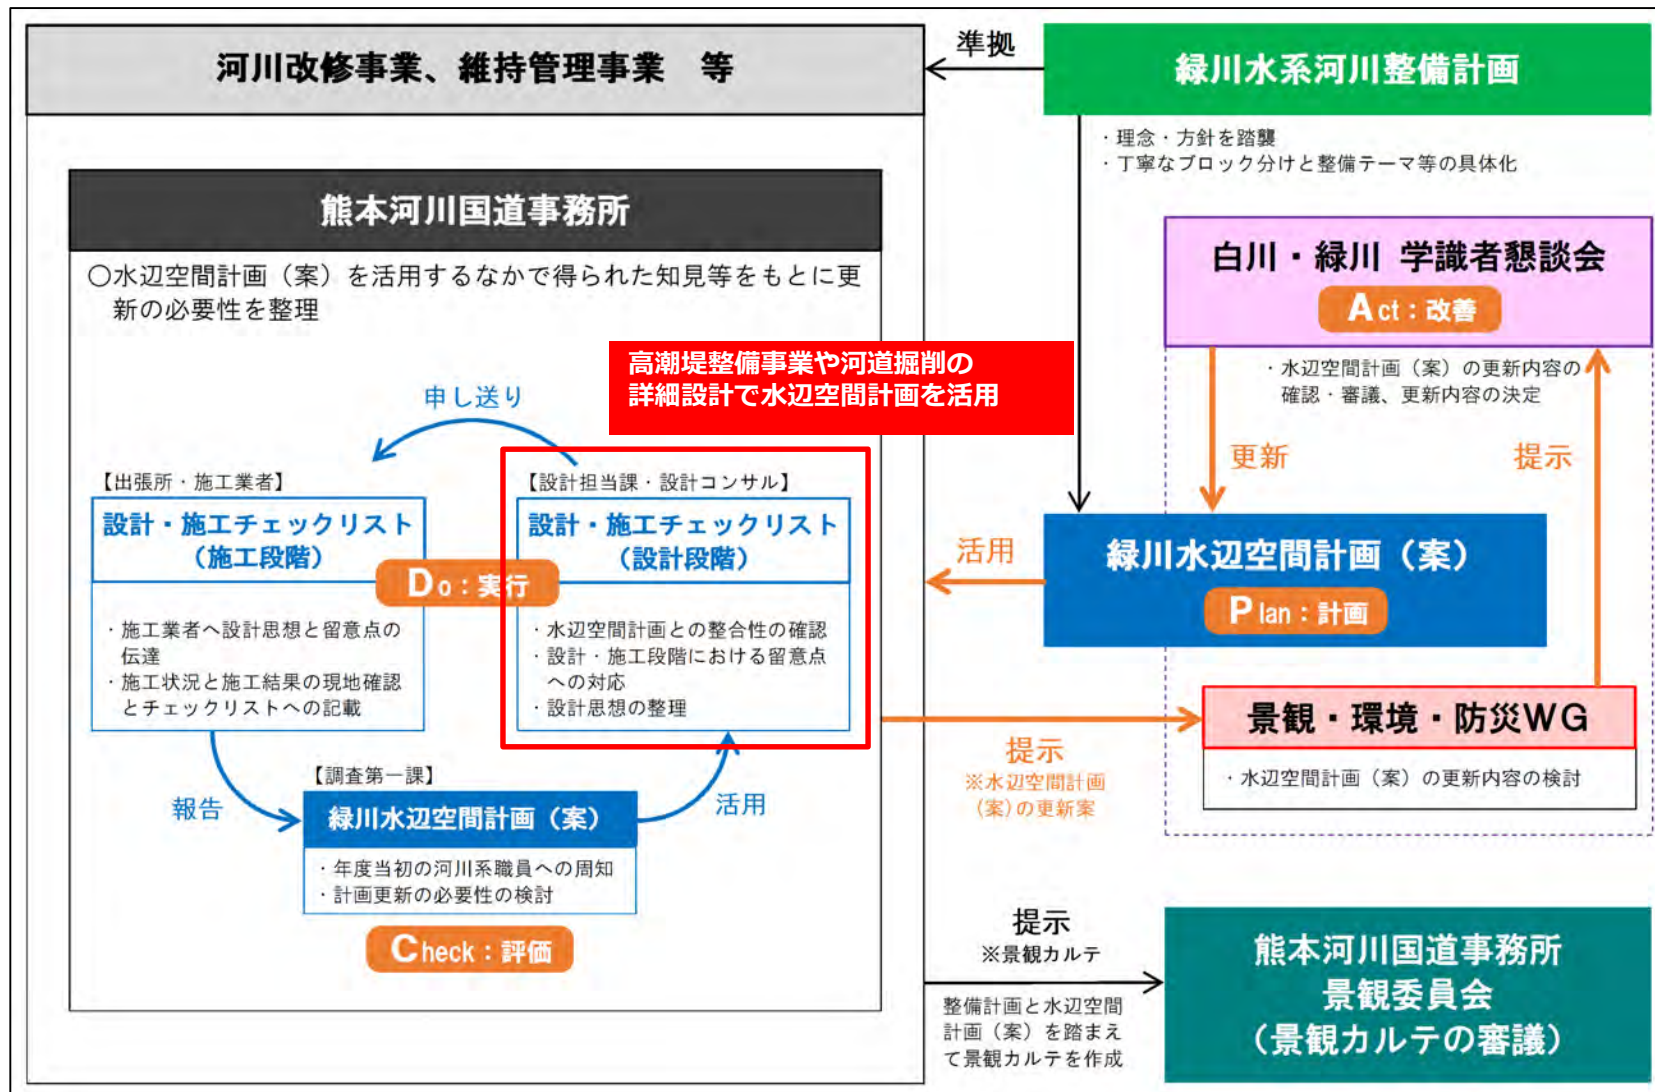 河川改修事業、維持管理事業　等
準拠
緑川水系河川整備計画
・理念・方針を踏襲
・丁寧なブロック分けと整備テーマ等の具体化
熊本河川国道事務所
〇水辺空間計画（案）を活用するなかで得られた知見等をもとに更
新の必要性を整理
高潮堤整備事業や河道掘削の
詳細設計で水辺空間計画を活用
申し送り
【出張所・施工業者】
設計・施工チェックリスト
（施工段階）
・施工業者へ設計思想と留意点の
伝達
・施工状況と施工結果の現地確認
とチェックリストへの記載
【設計担当課・設計コンサル】
設計・施工チェックリスト
（設計段階）
・水辺空間計画との整合性の確認
・設計・施工段階における留意点
への対応
・設計思想の整理
Do：実行
報告
【調査第一課】
緑川水辺空間計画（案）
・年度当初の河川系職員への周知
・計画更新の必要性の検討
活用
Check：評価
白川・緑川 学識者懇談会
Act：改善
・水辺空間計画（案）の更新内容の
確認・審議、更新内容の決定
更新
提示
活用
緑川水辺空間計画（案）
Plan：計画
提示
※水辺空間計画
（案）の更新案
景観・環境・防災WG
・水辺空間計画（案）の更新内容の検討
提示
※景観カルテ
整備計画と水辺空間
計画（案）を踏まえ
て景観カルテを作成
熊本河川国道事務所
景観委員会
（景観カルテの審議）